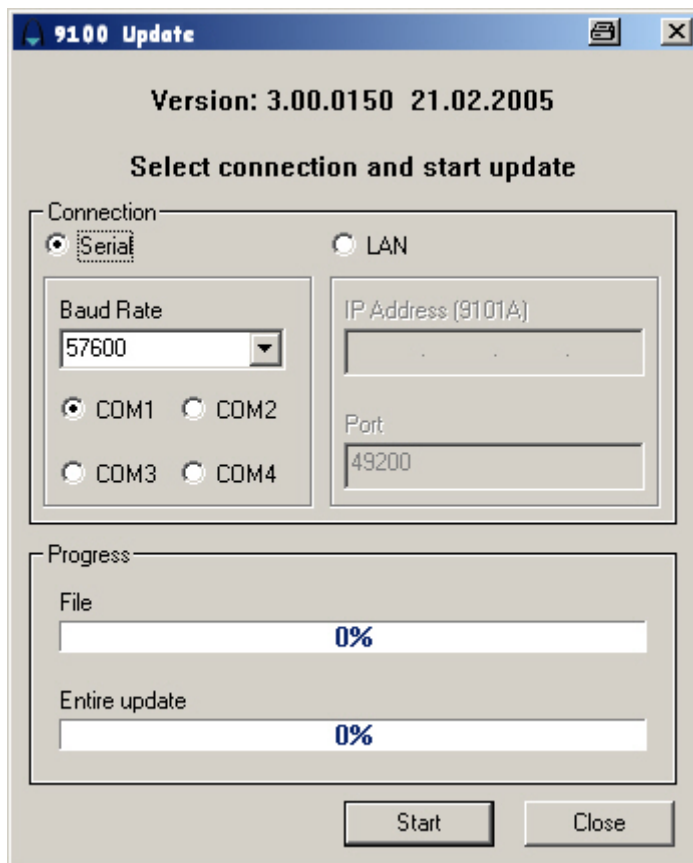 9100 Update
Version: 3.00.0150 21.02.2005
Select connection and start update
Connection
Serial
LAN
Baud Rate
57600
COM1 COM2
COM3 COM4
IP Address (9101A)
. . .
Port
49200
Progress
File
0%
Entire update
0%
Start Close